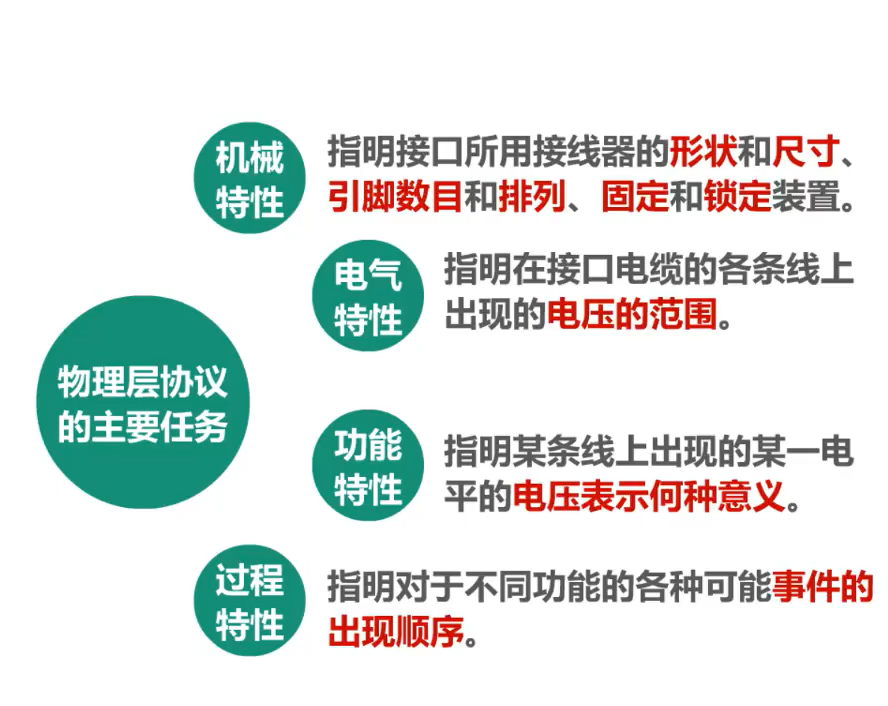 物理层协议
的主要任务
机械
特性
指明接口所用接线器的形状和尺寸、
引脚数目和排列、固定和锁定装置。
电气
特性
指明在接口电缆的各条线上
出现的电压的范围。
功能
特性
指明某条线上出现的某一电
平的电压表示何种意义。
过程
特性
指明对于不同功能的各种可能事件的
出现顺序。